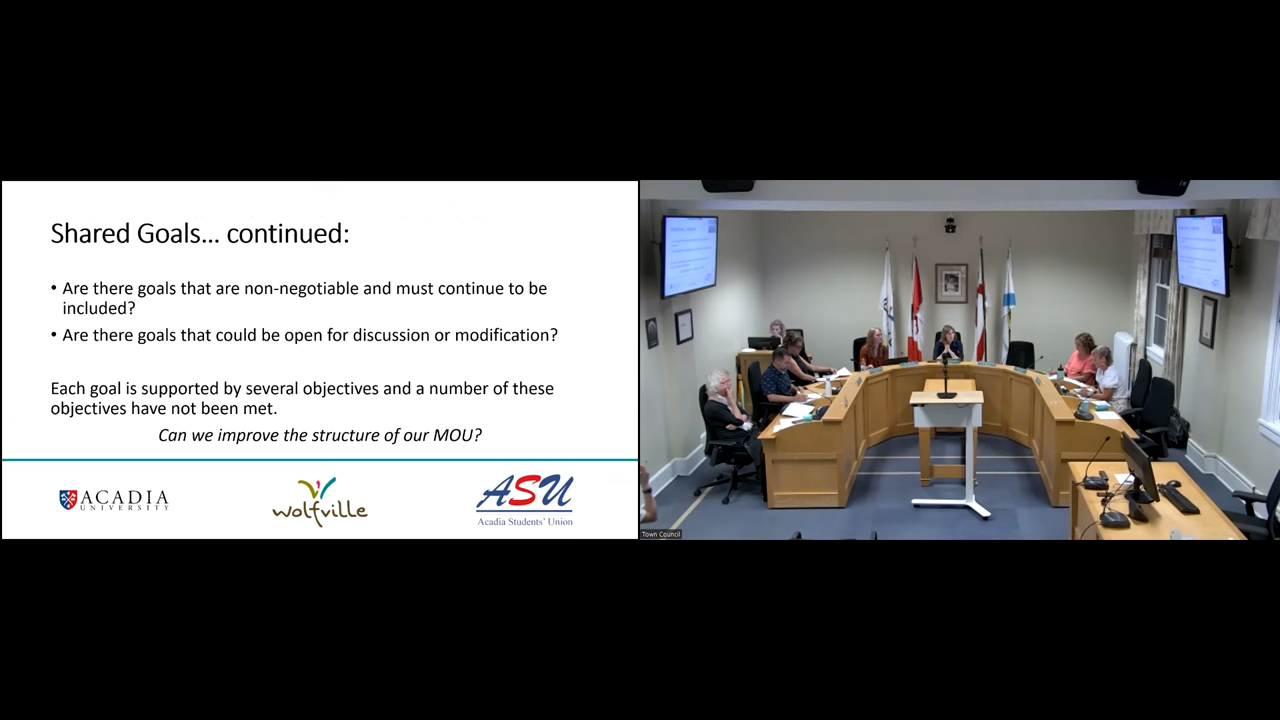 Shared Goals... continued:
• Are there goals that are non-negotiable and must continue to be
included?
• Are there goals that could be open for discussion or modification?
Each goal is supported by several objectives and a number of these
objectives have not been met.
Can we improve the structure of our MOU?
ACADIA
UNIVERSITY
wolfville
ASU
Acadia Students' Union
Town Council